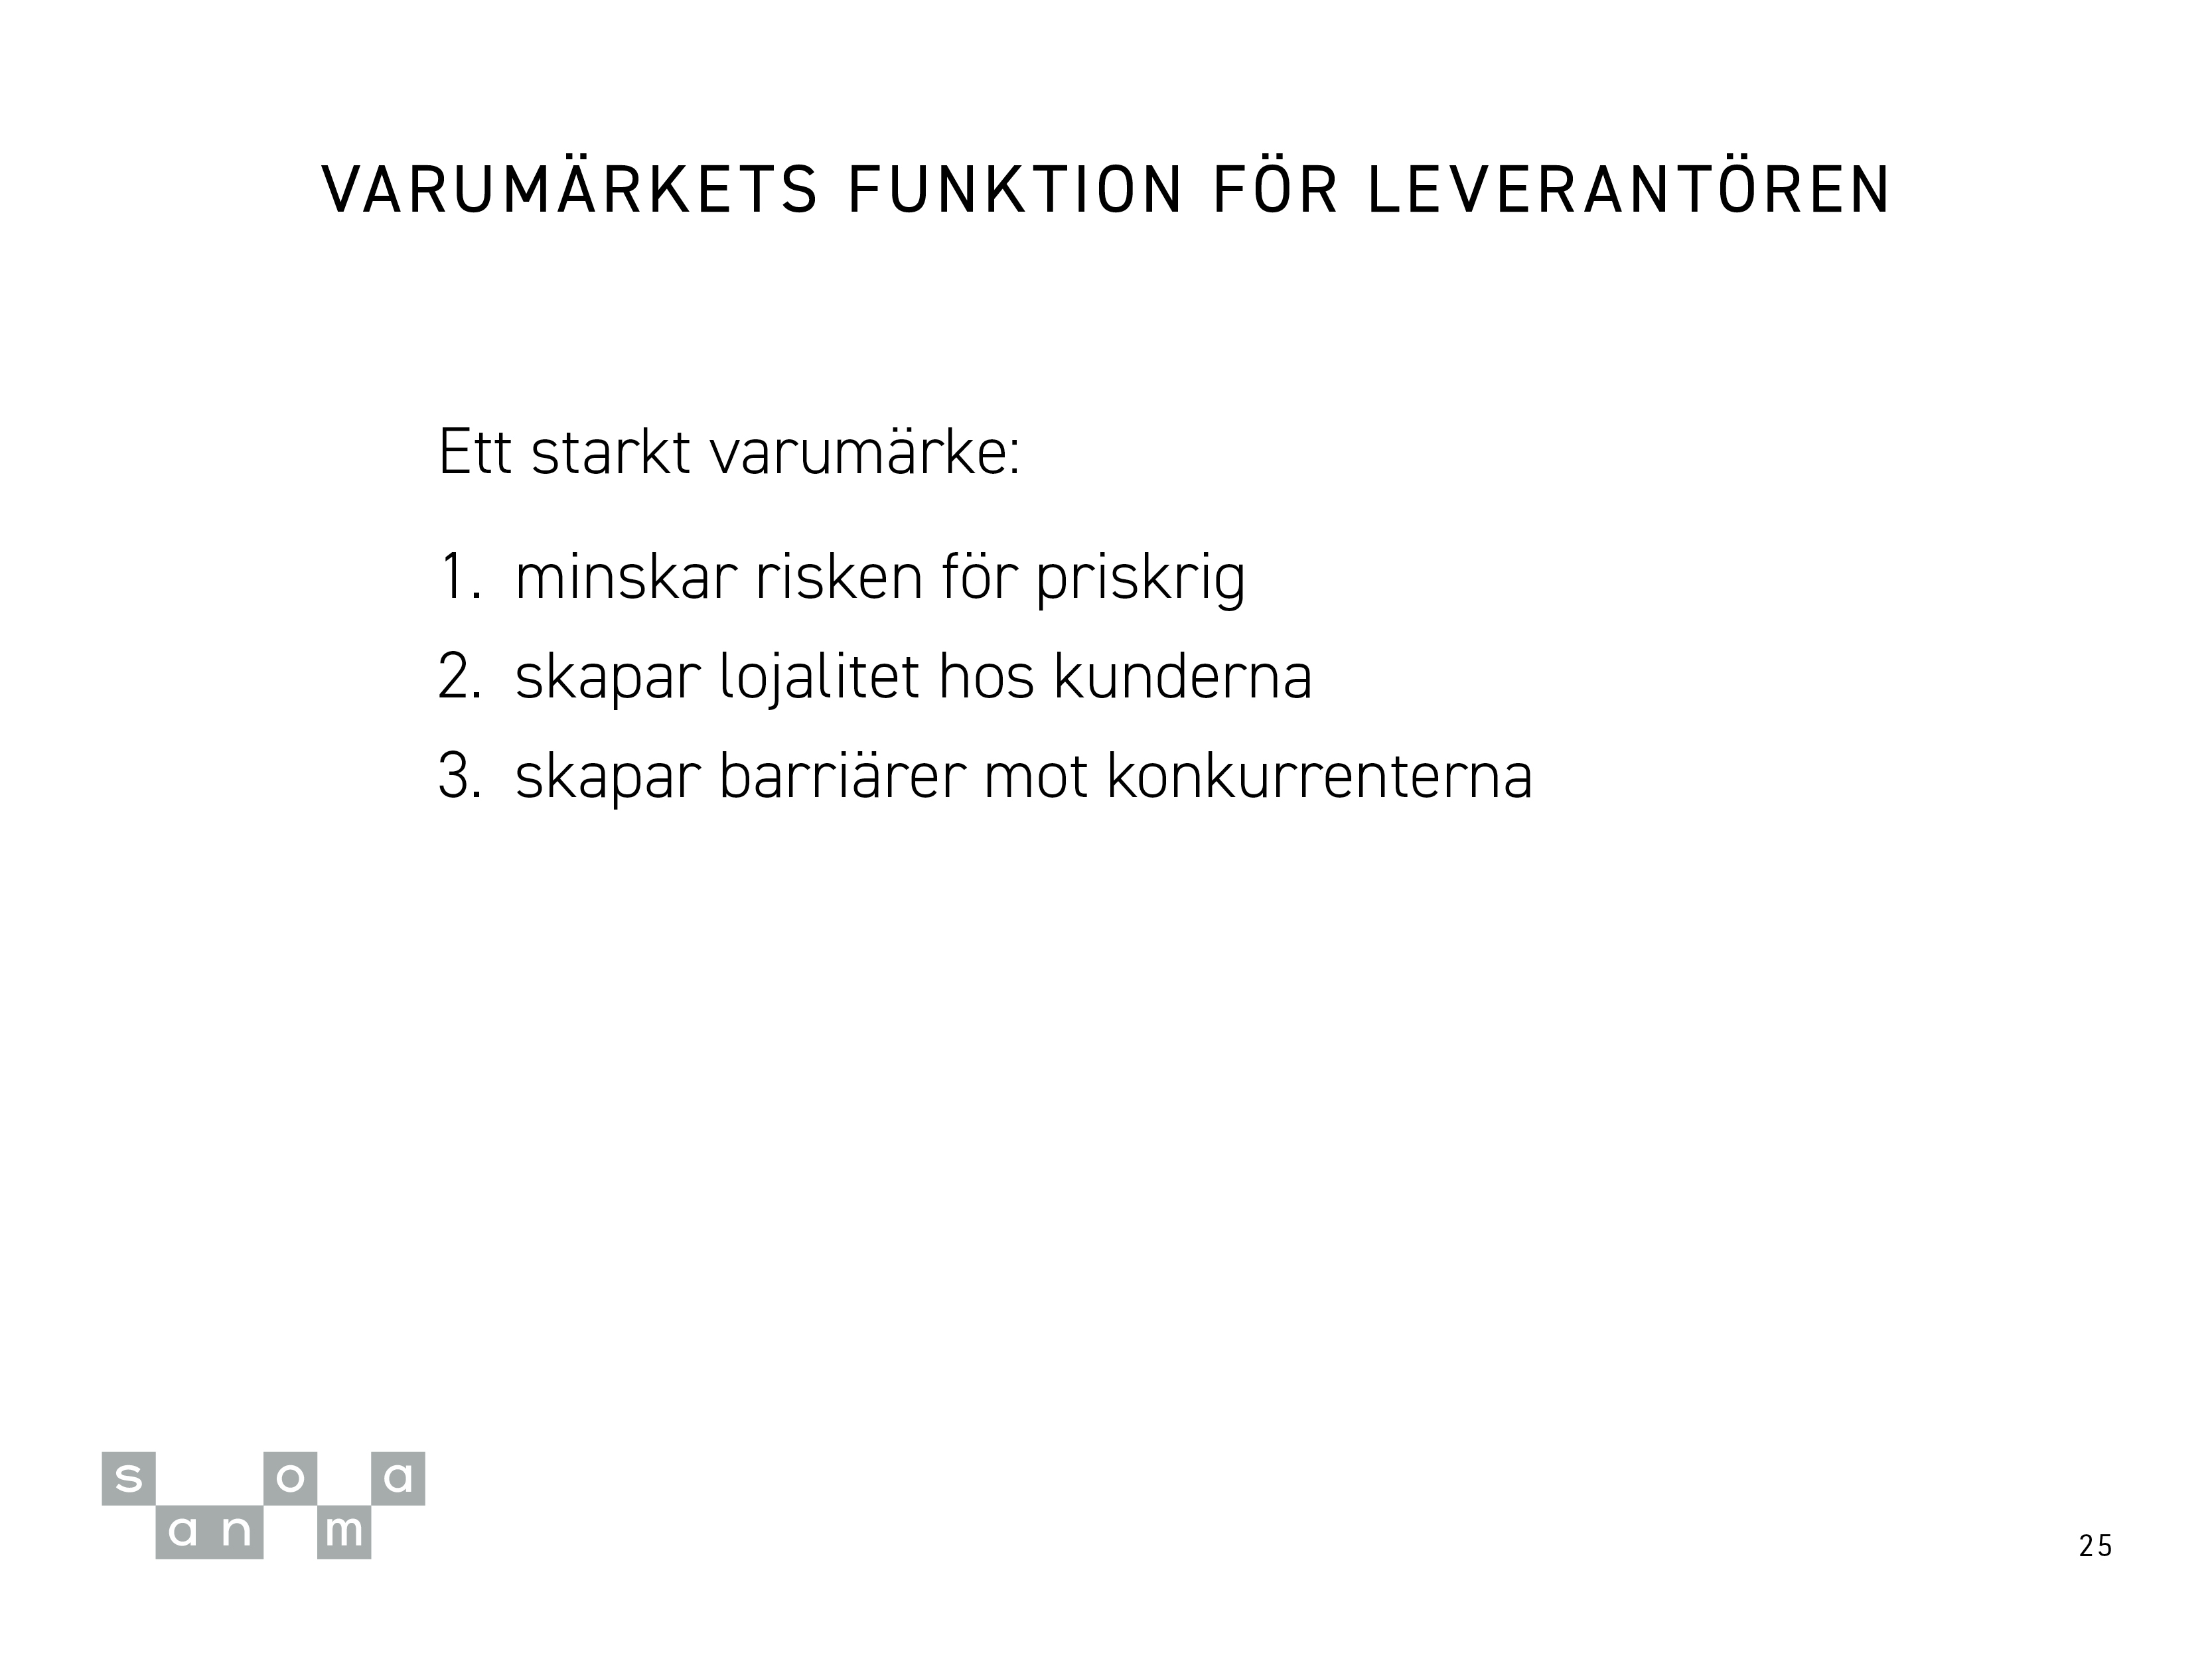 VARUMÄRKETS FUNKTION FÖR LEVERANTÖREN
Ett starkt varumärke:
1. minskar risken för priskrig
2. skapar lojalitet hos kunderna
3. skapar barriärer mot konkurrenterna
sanoma
25